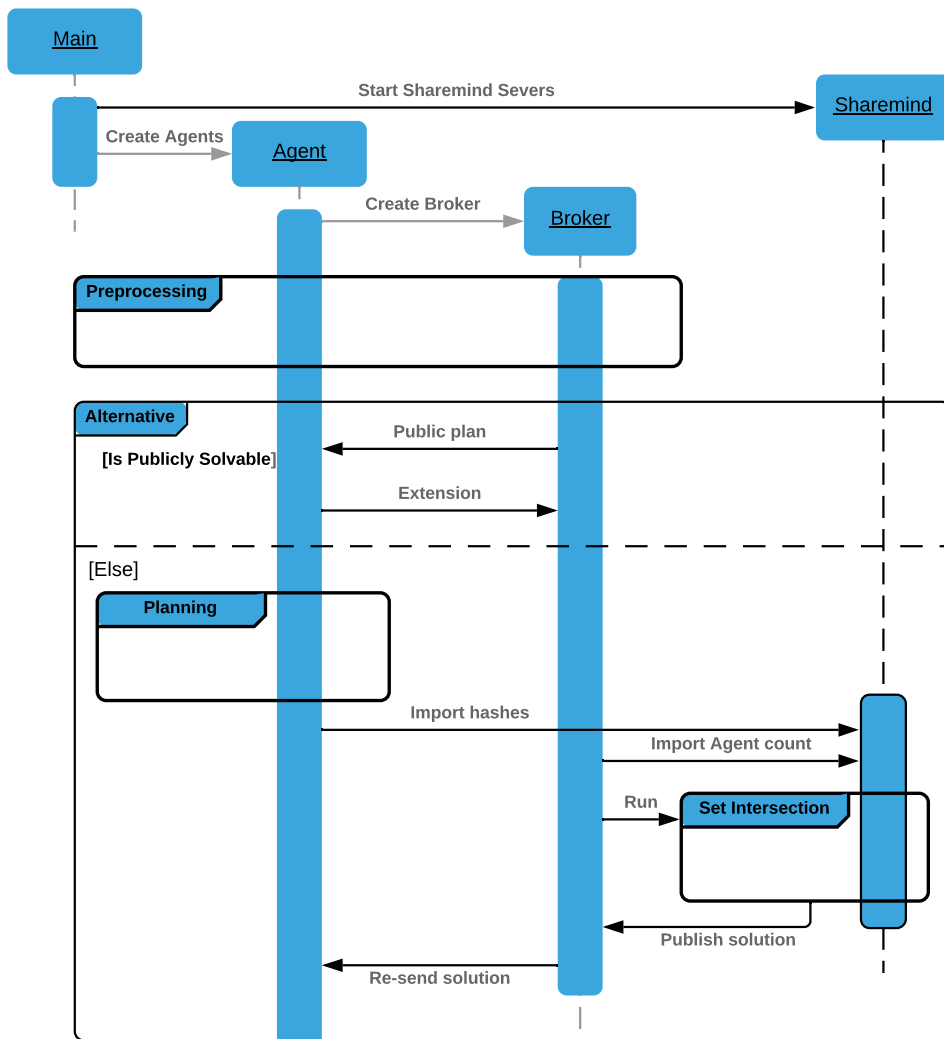 Main
Start Sharemind Severs
Sharemind
Create Agents
Agent
Create Broker
Broker
Preprocessing
Alternative
Public plan
[Is Publicly Solvable]
Extension
[Else]
Planning
Import hashes
Import Agent count
Run
Set Intersection
Publish solution
Re-send solution